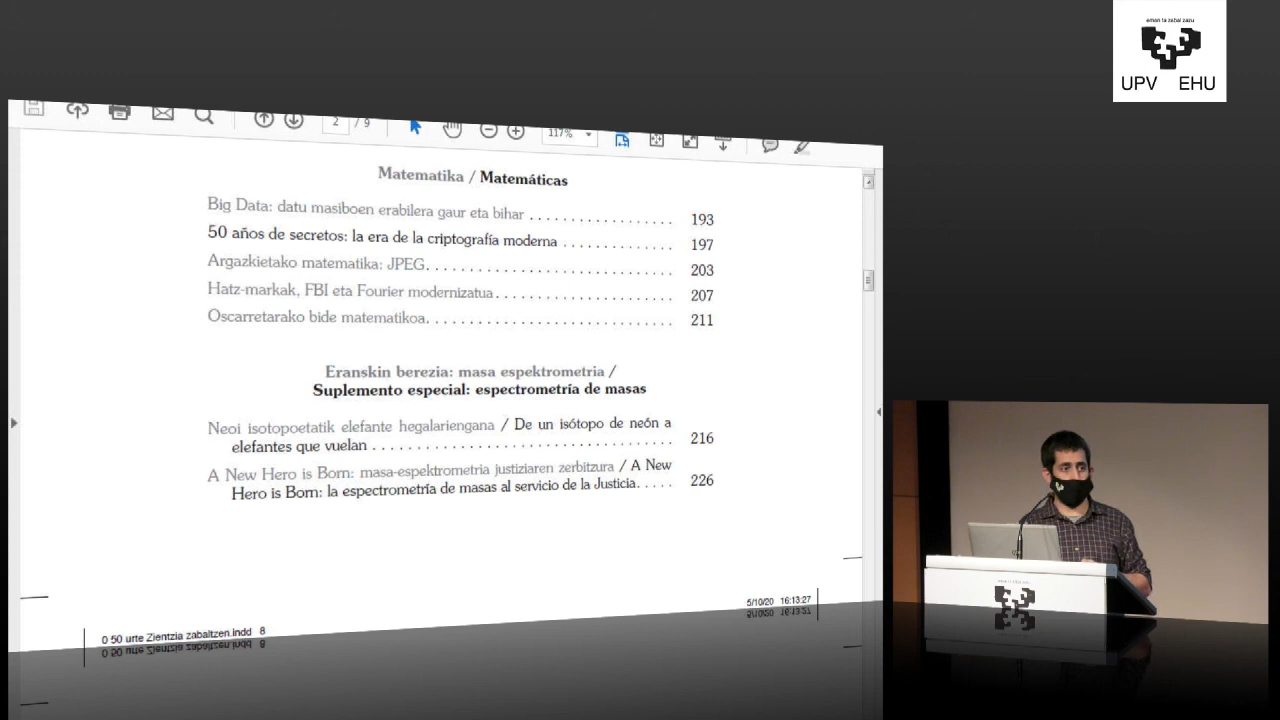 eman ta zabal zazu
UPV EHU
2 / 9
117%
Matematika / Matemáticas
Big Data: datu masiboen erabilera gaur eta bihar . . . . . . . . . . . . . . . . . . 193
50 años de secretos: la era de la criptografía moderna . . . . . . . . . . . . . . 197
Argazkietako matematika: JPEG. . . . . . . . . . . . . . . . . . . . . . . . . . . . . . . 203
Hatz-markak, FBI eta Fourier modernizatua . . . . . . . . . . . . . . . . . . . . . . 207
Oscarretarako bide matematikoa. . . . . . . . . . . . . . . . . . . . . . . . . . . . . . . 211
Eranskin berezia: masa espektrometria /
Suplemento especial: espectrometría de masas
Neoi isotopoetatik elefante hegalariengana / De un isótopo de neón a
elefantes que vuelan . . . . . . . . . . . . . . . . . . . . . . . . . . . . . . . . . . . . . 216
A New Hero is Born: masa-espektrometria justiziaren zerbitzura / A New
Hero is Born: la espectrometría de masas al servicio de la Justicia. . . . . 226
0 50 urte Zientzia zabaltzen.indd 8
5/10/20 16:13:27